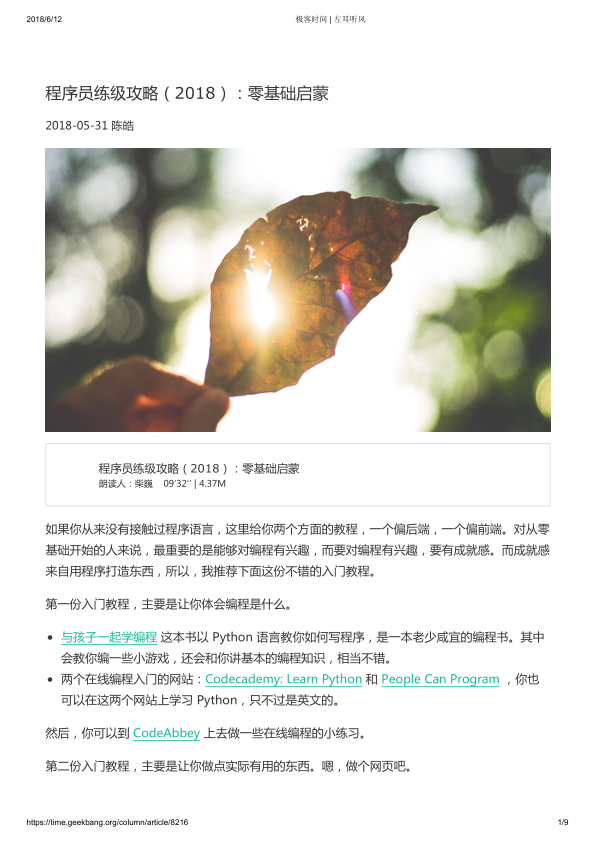 2018/6/12
极客时间 | 左耳听风
程序员练级攻略（2018）：零基础启蒙
2018-05-31 陈皓
程序员练级攻略（2018）：零基础启蒙
朗读人：柴巍 09′32′′ | 4.37M
如果你从来没有接触过程序语言，这里给你两个方面的教程，一个偏后端，一个偏前端。对从零
基础开始的人来说，最重要的是能够对编程有兴趣，而要对编程有兴趣，要有成就感。而成就感
来自用程序打造东西，所以，我推荐下面这份不错的入门教程。
第一份入门教程，主要是让你体会编程是什么。
• 与孩子一起学编程 这本书以 Python 语言教你如何写程序，是一本老少咸宜的编程书。其中
会教你编一些小游戏，还会和你讲基本的编程知识，相当不错。
• 两个在线编程入门的网站：Codecademy: Learn Python 和 People Can Program ，你也
可以在这两个网站上学习 Python，只不过是英文的。
然后，你可以到 CodeAbbey 上去做一些在线编程的小练习。
第二份入门教程，主要是让你做点实际有用的东西。嗯，做个网页吧。
https://time.geekbang.org/column/article/8216
1/9